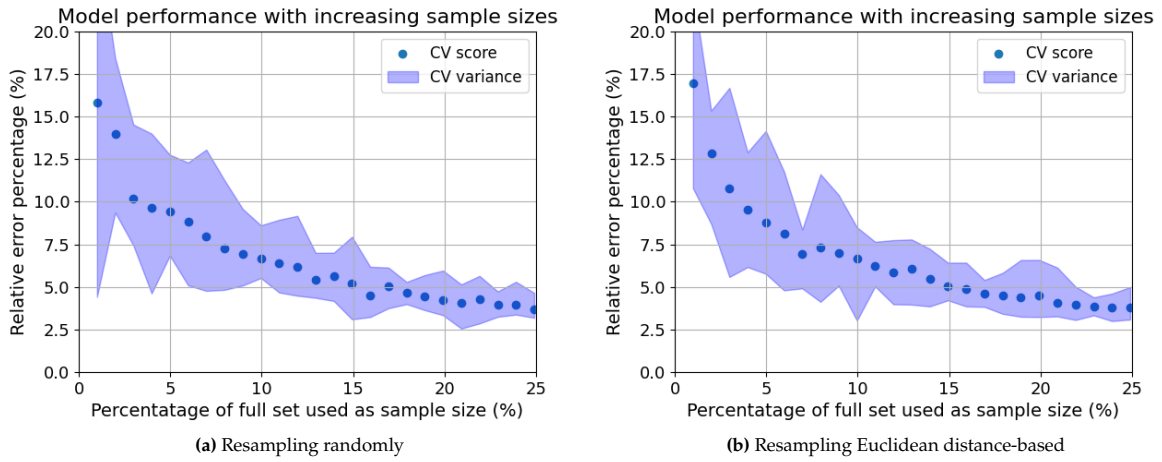 Model performance with increasing sample sizes
20.0
17.5
15.0
12.5
10.0
7.5
5.0
2.5
0.0
Relative error percentage (%)
CV score
CV variance
0 5 10 15 20 25
Percentatage of full set used as sample size (%)
(a) Resampling randomly
Model performance with increasing sample sizes
20.0
17.5
15.0
12.5
10.0
7.5
5.0
2.5
0.0
Relative error percentage (%)
CV score
CV variance
0 5 10 15 20 25
Percentatage of full set used as sample size (%)
(b) Resampling Euclidean distance-based